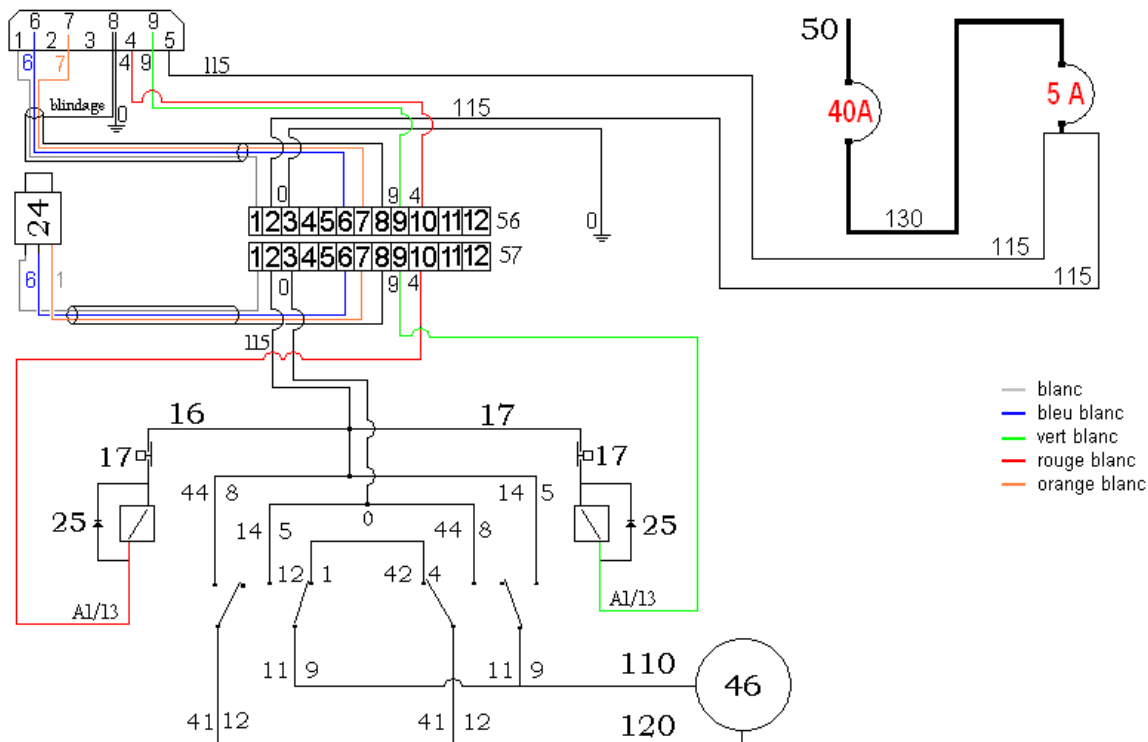 6 7 8 9
1 2 3 4 5
6 7 4 9
115
blindage
0
115
50
40A
5 A
130
115
115
24
6 1
0 9 4
0
1 2 3 4 5 6 7 8 9 10 11 12 56
1 2 3 4 5 6 7 8 9 10 11 12 57
0 9 4
115
16 17
17 17
44 8 14 5
25 14 5 44 8 25
0
12 1 42 4
A1/13 A1/13
11 9 11 9 110
46
41 12 41 12 120
blanc
bleu blanc
vert blanc
rouge blanc
orange blanc